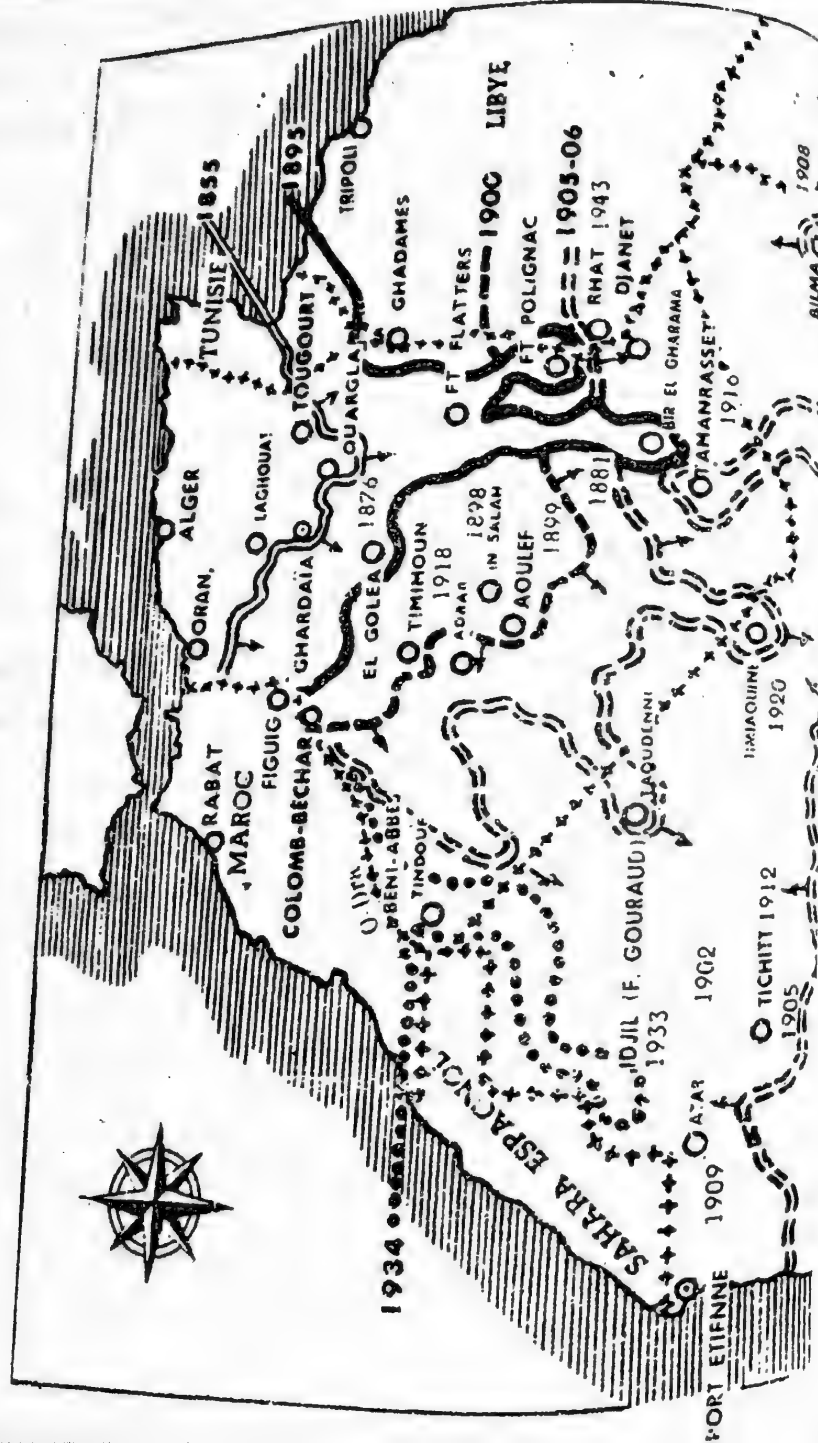 ALGER
ORAN
TUNISIE
1855
1895
TOUGOURT
LAGHOUAT
OUARGLA
TRIPOLI
RABAT
MAROC
FIGUIG
GHARDAÏA
1876
GHADAMES
COLOMB-BECHAR
EL GOLEA
TIMIMOUN
1918
FT FLATTERS
1900
LIBYE
BENI-ABBES
ADRAR
1898
IN SALAH
FT POLIGNAC
1905-06
1934
TINDOUF
AOULEF
1899
1881
RHAT 1943
DJANET
SAHARA ESPAGNOL
BIR EL GHARAMA
TAMANRASSET
1916
IDJIL (F. GOURAUD)
1933
TAOUDENNI
1902
TIMIAOUINE
1920
PORT ETIENNE
1909
ATAR
TICHITT 1912
1905
BILMA
1908